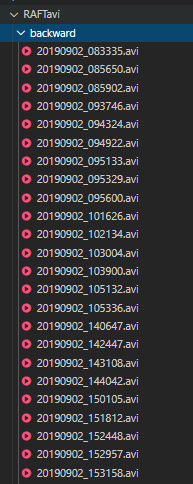 RAFTavi
backward
20190902_083335.avi
20190902_085650.avi
20190902_085902.avi
20190902_093746.avi
20190902_094324.avi
20190902_094922.avi
20190902_095133.avi
20190902_095329.avi
20190902_095600.avi
20190902_101626.avi
20190902_102134.avi
20190902_103004.avi
20190902_103900.avi
20190902_105132.avi
20190902_105336.avi
20190902_140647.avi
20190902_142447.avi
20190902_143108.avi
20190902_144042.avi
20190902_150105.avi
20190902_151812.avi
20190902_152448.avi
20190902_152957.avi
20190902_153158.avi